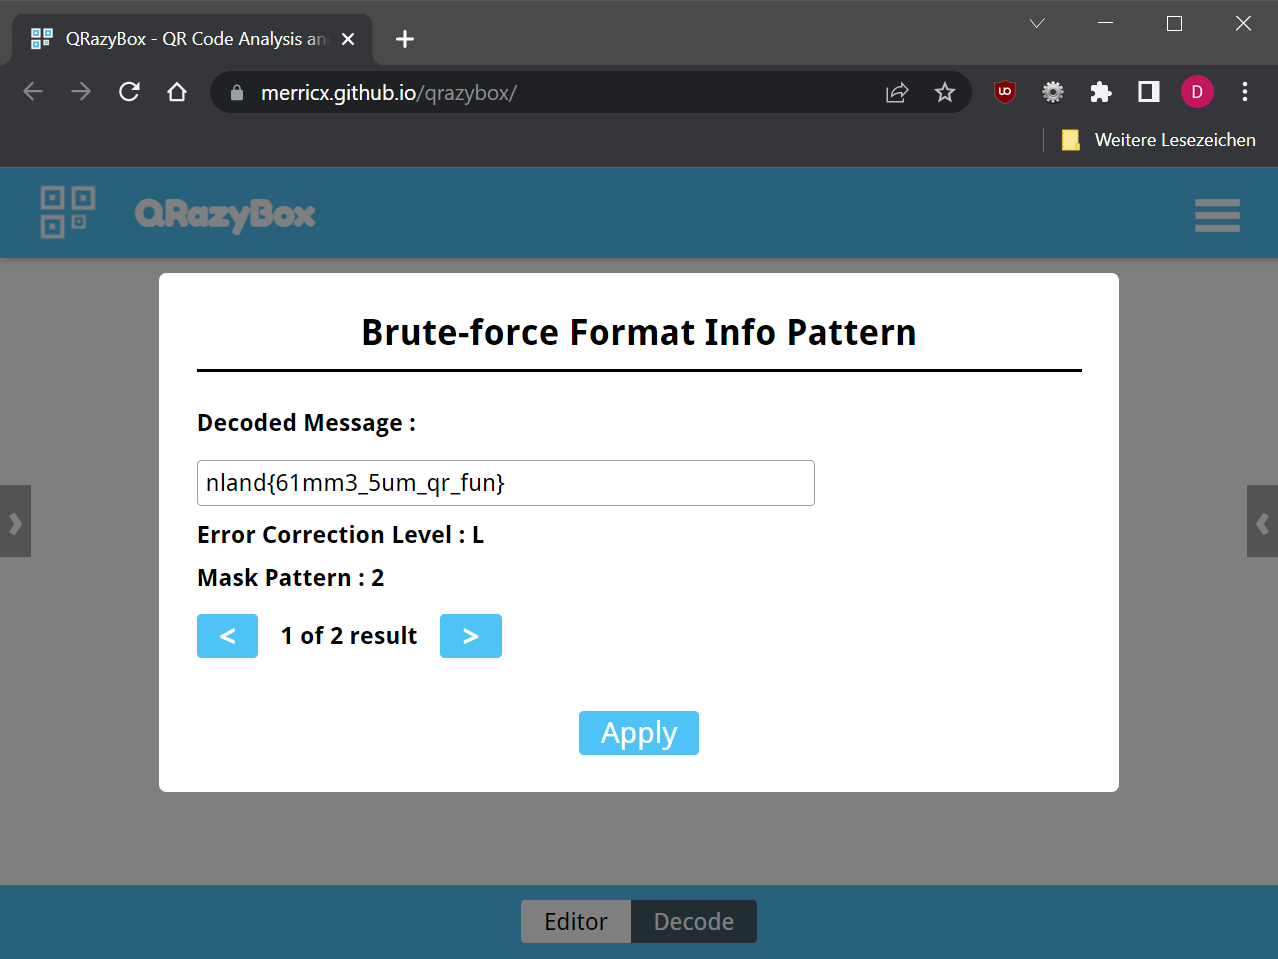 QRazyBox - QR Code Analysis an
merricx.github.io/qrazybox/
D
Weitere Lesezeichen
QRazyBox
Brute-force Format Info Pattern
Decoded Message :
nland{61mm3_5um_qr_fun}
Error Correction Level : L
Mask Pattern : 2
< 1 of 2 result >
Apply
Editor Decode